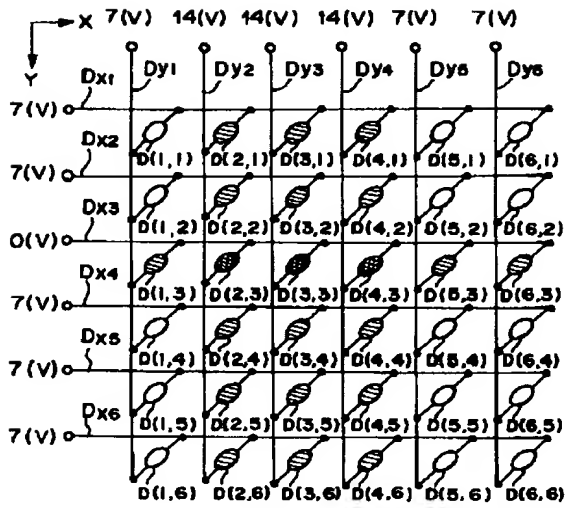 X 7(V) 14(V) 14(V) 14(V) 7(V) 7(V)
Y
Dx1 Dy1 Dy2 Dy3 Dy4 Dy5 Dy6
7(V)
Dx2 D(1,1) D(2,1) D(3,1) D(4,1) D(5,1) D(6,1)
7(V)
Dx3 D(1,2) D(2,2) D(3,2) D(4,2) D(5,2) D(6,2)
0(V)
Dx4 D(1,3) D(2,3) D(3,3) D(4,3) D(5,3) D(6,3)
7(V)
Dx5 D(1,4) D(2,4) D(3,4) D(4,4) D(5,4) D(6,4)
7(V)
Dx6 D(1,5) D(2,5) D(3,5) D(4,5) D(5,5) D(6,5)
7(V)
D(1,6) D(2,6) D(3,6) D(4,6) D(5,6) D(6,6)